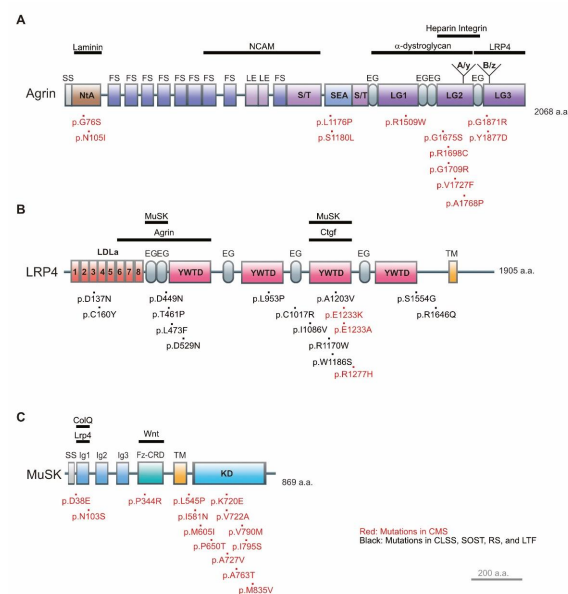 A
Heparin Integrin
Laminin NCAM α-dystroglycan LRP4
A/y B/z
SS FS FS FS FS FS FS FS LE LE FS EG EGEG EG
Agrin NtA S/T SEA S/T LG1 LG2 LG3
2068 a.a.
p.G76S p.L1176P p.R1509W p.G1871R
p.N105I p.S1180L p.G1675S p.Y1877D
p.R1698C
p.G1709R
p.V1727F
p.A1768P
B
MuSK MuSK
Agrin Ctgf
LDLa EGEG EG EG EG TM
LRP4 1 2 3 4 5 6 7 8 YWTD YWTD YWTD YWTD 1905 a.a.
p.D137N p.D449N p.L953P p.A1203V p.S1554G
p.C160Y p.T461P p.C1017R p.E1233K p.R1646Q
p.L473F p.I1086V p.E1233A
p.D529N p.R1170W
p.W1186S
p.R1277H
C
ColQ
Lrp4 Wnt
SS Ig1 Ig2 Ig3 Fz-CRD TM
MuSK KD 869 a.a.
p.D38E p.P344R p.L545P p.K720E
p.N103S p.I581N p.V722A
p.M605I p.V790M
p.P650T p.I795S
p.A727V
p.A763T
p.M835V
Red: Mutations in CMS
Black: Mutations in CLSS, SOST, RS, and LTF
200 a.a.